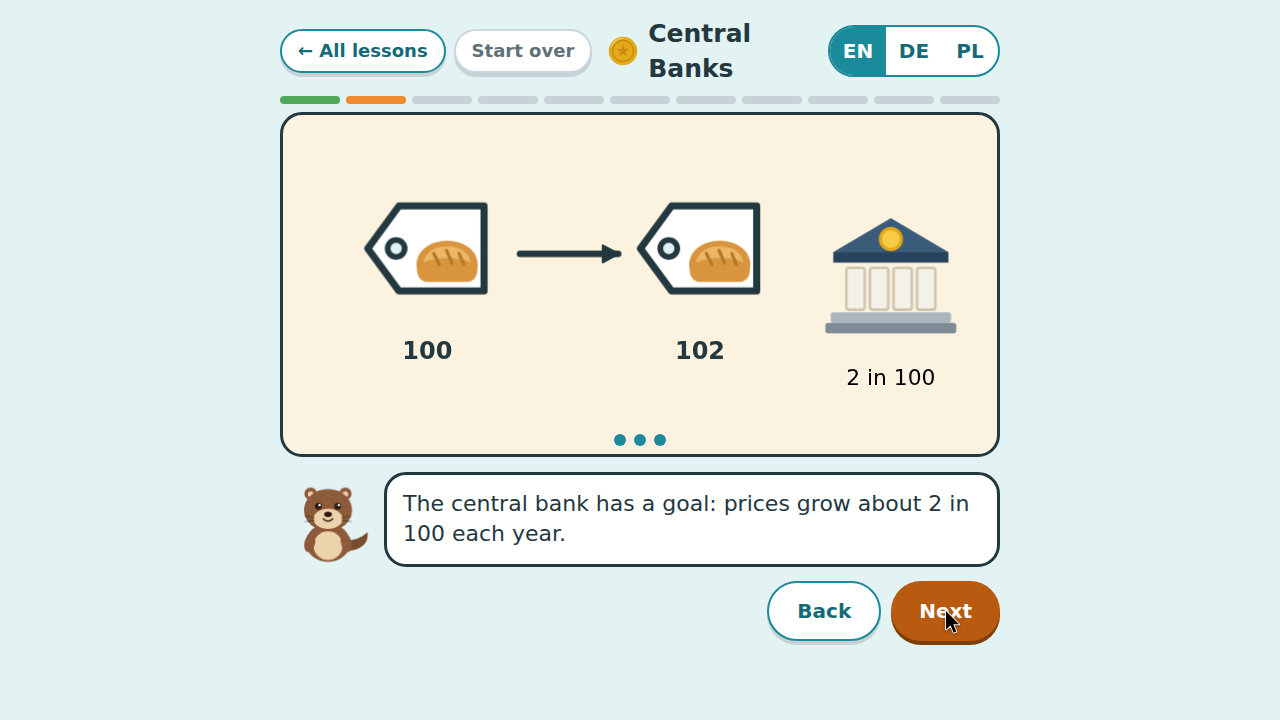 ← All lessons
Start over
Central
Banks
EN
DE
PL
100
102
2 in 100
The central bank has a goal: prices grow about 2 in
100 each year.
Back
Next